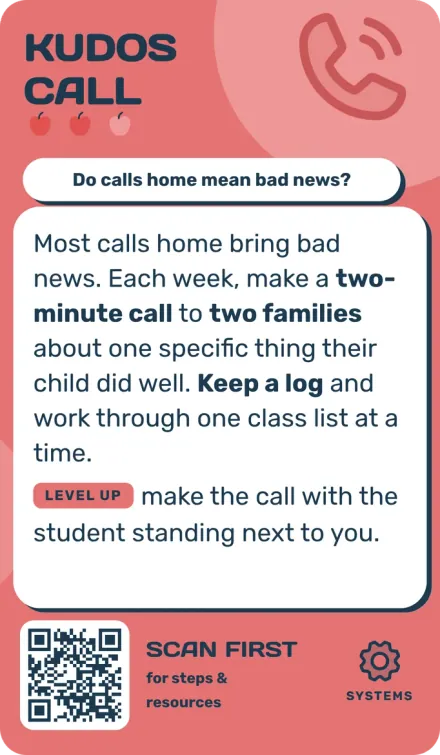 KUDOS
CALL
Do calls home mean bad news?
Most calls home bring bad
news. Each week, make a two-
minute call to two families
about one specific thing their
child did well. Keep a log and
work through one class list at a
time.
LEVEL UP make the call with the
student standing next to you.
SCAN FIRST
for steps &
resources
SYSTEMS